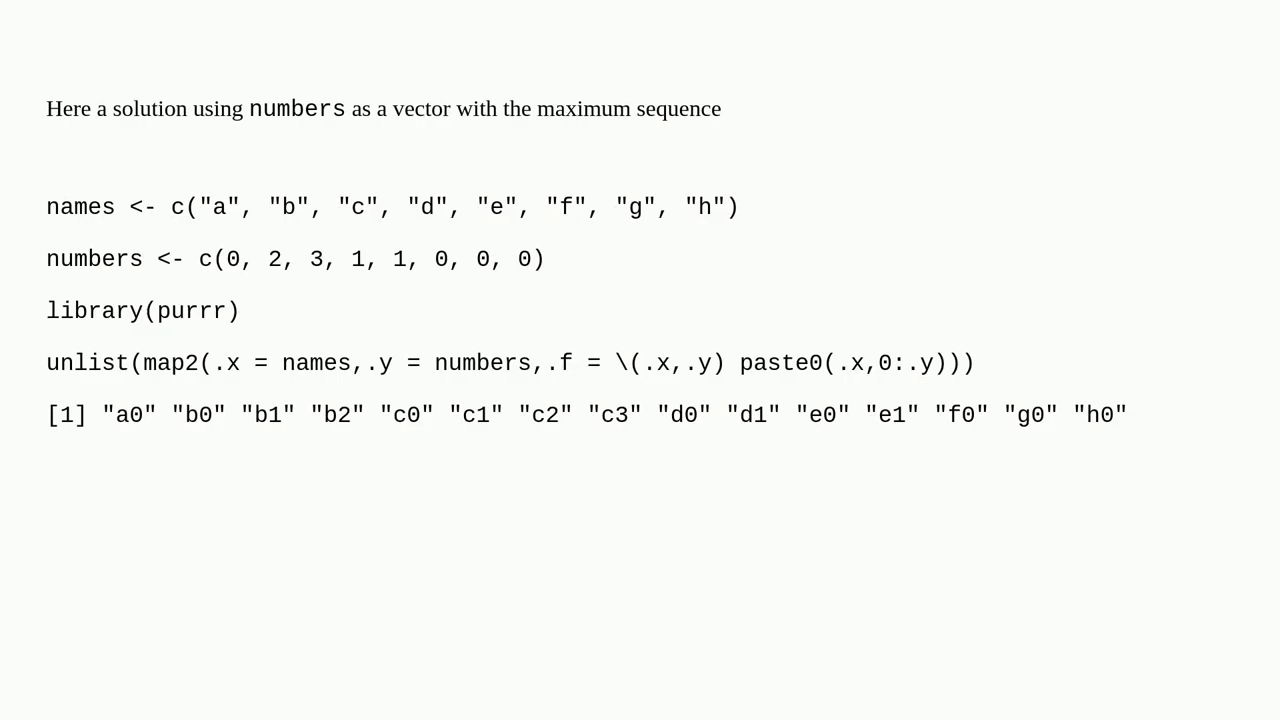 Here a solution using numbers as a vector with the maximum sequence
names <- c("a", "b", "c", "d", "e", "f", "g", "h")
numbers <- c(0, 2, 3, 1, 1, 0, 0, 0)
library(purrr)
unlist(map2(.x = names,.y = numbers,.f = \(.x,.y) paste0(.x,0:.y)))
[1] "a0" "b0" "b1" "b2" "c0" "c1" "c2" "c3" "d0" "d1" "e0" "e1" "f0" "g0" "h0"